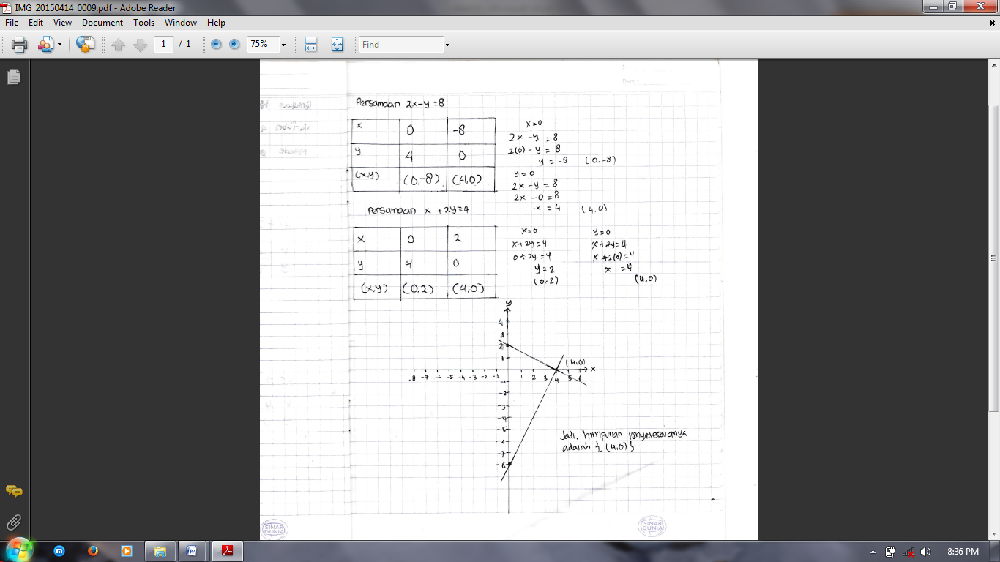 IMG_20150414_0009.pdf - Adobe Reader
File Edit View Document Tools Window Help
1 / 1 75% Find
Persamaan 2x-y=8
x 0 -8
y 4 0
(x,y) (0,-8) (4,0)
x=0
2x - y = 8
2(0) - y = 8
y = -8 (0,-8)
y=0
2x - y = 8
2x - 0 = 8
x = 4 (4,0)
Persamaan x + 2y=4
x 0 2
y 4 0
(x,y) (0,2) (4,0)
x=0
x+2y=4
0+2y=4
y=2
(0,2)
y=0
x+2y=4
x+2(0)=4
x =4
(4,0)
y
4
3
2
1
(4,0)
x
-8 -7 -6 -5 -4 -3 -2 -1 1 2 3 4 5 6
-1
-2
-3
-4
-5
-6
-7
-8
Jadi, himpunan penyelesaianya
adalah { (4,0) }
SINAR DUNIA
SINAR DUNIA
8:36 PM